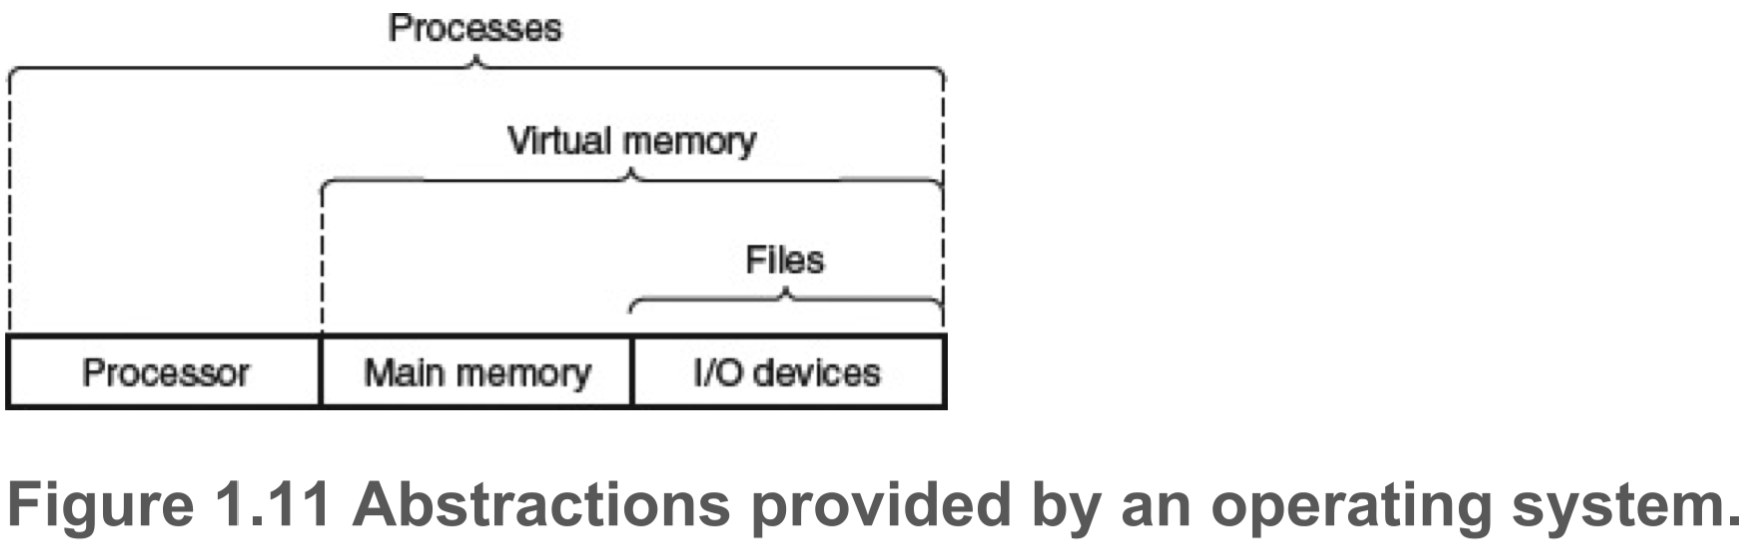 Processes
Virtual memory
Files
Processor
Main memory
I/O devices
Figure 1.11 Abstractions provided by an operating system.